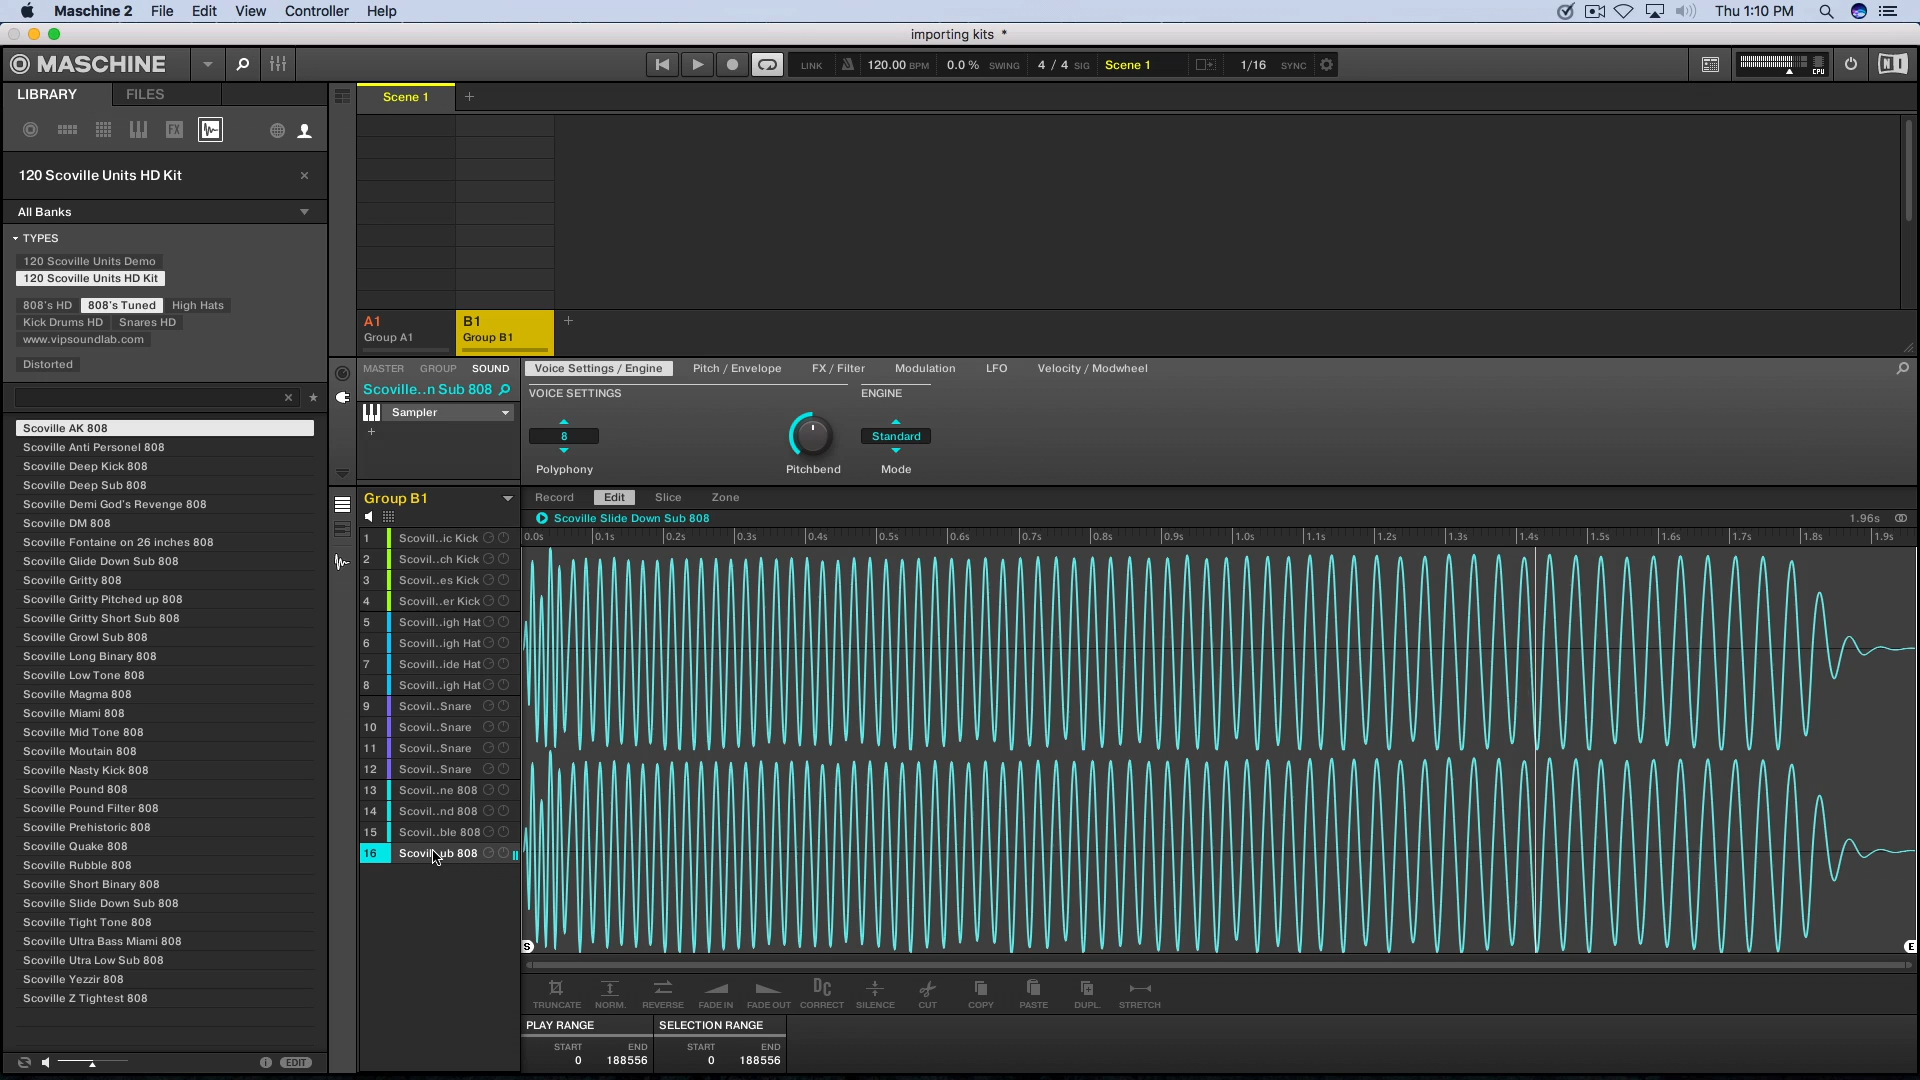 Maschine 2 File Edit View Controller Help Thu 1:10 PM
importing kits *
MASCHINE LINK 120.00 BPM 0.0 % SWING 4 / 4 SIG Scene 1 1/16 SYNC CPU
LIBRARY FILES
Scene 1 +
FX
120 Scoville Units HD Kit ×
All Banks
TYPES
120 Scoville Units Demo
120 Scoville Units HD Kit
808's HD 808's Tuned High Hats
Kick Drums HD Snares HD
www.vipsoundlab.com
Distorted
A1 B1 +
Group A1 Group B1
MASTER GROUP SOUND
Scoville..n Sub 808
Sampler
+
Voice Settings / Engine Pitch / Envelope FX / Filter Modulation LFO Velocity / Modwheel
VOICE SETTINGS ENGINE
8 Standard
Polyphony Pitchbend Mode
Scoville AK 808
Scoville Anti Personel 808
Scoville Deep Kick 808
Scoville Deep Sub 808
Scoville Demi God's Revenge 808
Scoville DM 808
Scoville Fontaine on 26 inches 808
Scoville Glide Down Sub 808
Scoville Gritty 808
Scoville Gritty Pitched up 808
Scoville Gritty Short Sub 808
Scoville Growl Sub 808
Scoville Long Binary 808
Scoville Low Tone 808
Scoville Magma 808
Scoville Miami 808
Scoville Mid Tone 808
Scoville Moutain 808
Scoville Nasty Kick 808
Scoville Pound 808
Scoville Pound Filter 808
Scoville Prehistoric 808
Scoville Quake 808
Scoville Rubble 808
Scoville Short Binary 808
Scoville Slide Down Sub 808
Scoville Tight Tone 808
Scoville Ultra Bass Miami 808
Scoville Utra Low Sub 808
Scoville Yezzir 808
Scoville Z Tightest 808
EDIT
Group B1
1 Scovill..ic Kick
2 Scovil..ch Kick
3 Scovil..es Kick
4 Scovill..er Kick
5 Scovill..igh Hat
6 Scovill..igh Hat
7 Scovill..ide Hat
8 Scovill..igh Hat
9 Scovil..Snare
10 Scovil..Snare
11 Scovil..Snare
12 Scovil..Snare
13 Scovil..ne 808
14 Scovil..nd 808
15 Scovil..ble 808
16 Scovil ub 808
Record Edit Slice Zone
Scoville Slide Down Sub 808 1.96s
0.0s 0.1s 0.2s 0.3s 0.4s 0.5s 0.6s 0.7s 0.8s 0.9s 1.0s 1.1s 1.2s 1.3s 1.4s 1.5s 1.6s 1.7s 1.8s 1.9s
S E
TRUNCATE NORM. REVERSE FADE IN FADE OUT DC CORRECT SILENCE CUT COPY PASTE DUPL. STRETCH
PLAY RANGE SELECTION RANGE
START END START END
0 188556 0 188556